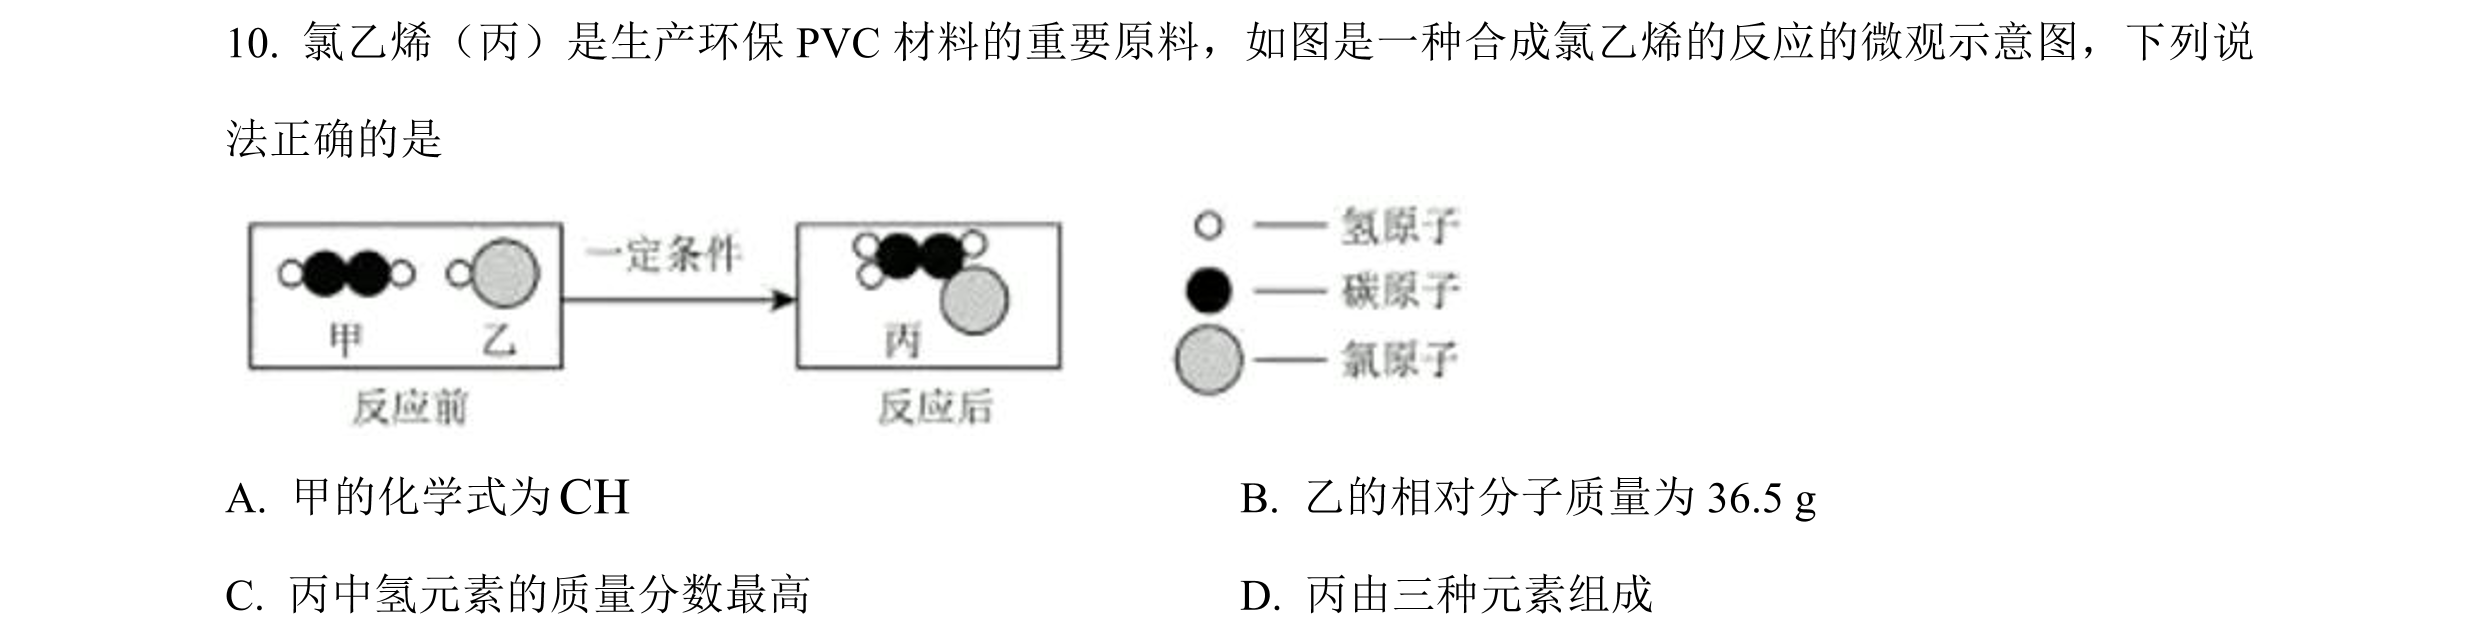 10. 氯乙烯（丙）是生产环保 PVC 材料的重要原料，如图是一种合成氯乙烯的反应的微观示意图，下列说
法正确的是
一定条件
甲 乙 丙
反应前 反应后
氢原子
碳原子
氯原子
A. 甲的化学式为 CH B. 乙的相对分子质量为 36.5 g
C. 丙中氢元素的质量分数最高 D. 丙由三种元素组成